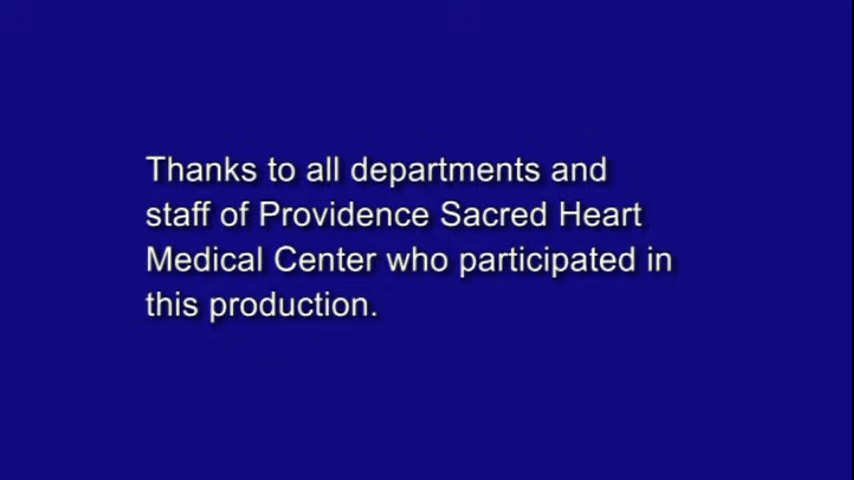 Thanks to all departments and
staff of Providence Sacred Heart
Medical Center who participated in
this production.